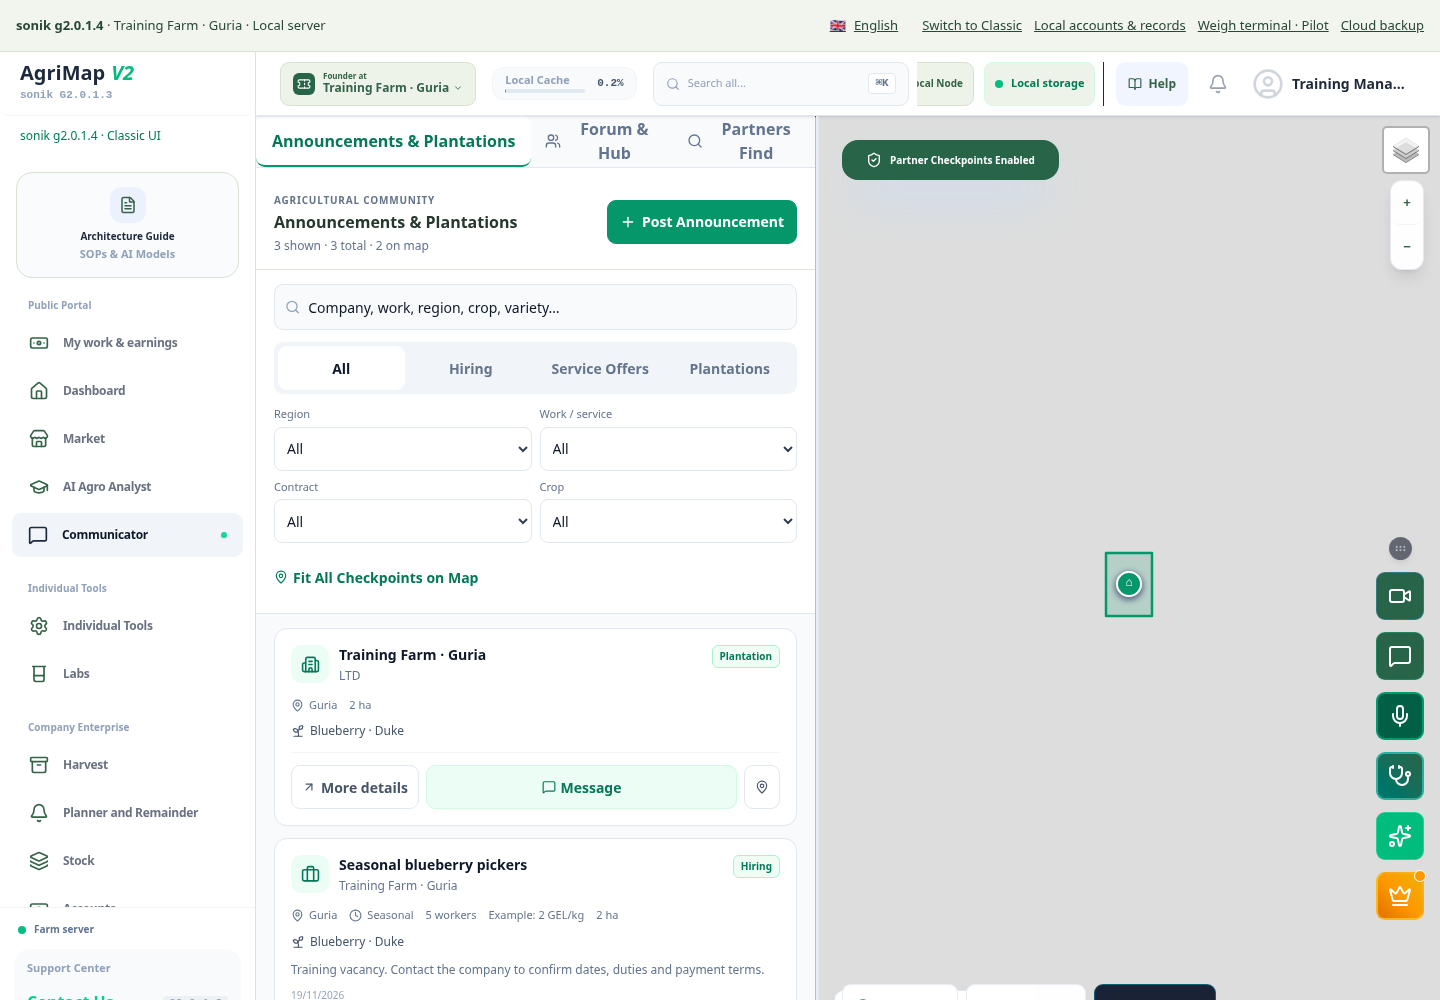 sonik g2.0.1.4 · Training Farm · Guria · Local server
English
Switch to Classic
Local accounts & records
Weigh terminal · Pilot
Cloud backup
AgriMap V2
sonik G2.0.1.3
sonik g2.0.1.4 · Classic UI
Founder at
Training Farm · Guria
Local Cache
0.2%
Search all...
⌘K
ocal Node
Local storage
Help
Training Mana...
Architecture Guide
SOPs & AI Models
Public Portal
My work & earnings
Dashboard
Market
AI Agro Analyst
Communicator
Individual Tools
Individual Tools
Labs
Company Enterprise
Harvest
Planner and Remainder
Stock
Farm server
Support Center
Announcements & Plantations
Forum & Hub
Partners Find
AGRICULTURAL COMMUNITY
Announcements & Plantations
3 shown · 3 total · 2 on map
Post Announcement
Company, work, region, crop, variety...
All
Hiring
Service Offers
Plantations
Region
Work / service
All
All
Contract
Crop
All
All
Fit All Checkpoints on Map
Training Farm · Guria
Plantation
LTD
Guria
2 ha
Blueberry · Duke
More details
Message
Seasonal blueberry pickers
Hiring
Training Farm · Guria
Guria
Seasonal
5 workers
Example: 2 GEL/kg
2 ha
Blueberry · Duke
Training vacancy. Contact the company to confirm dates, duties and payment terms.
19/11/2026
Partner Checkpoints Enabled
+
−